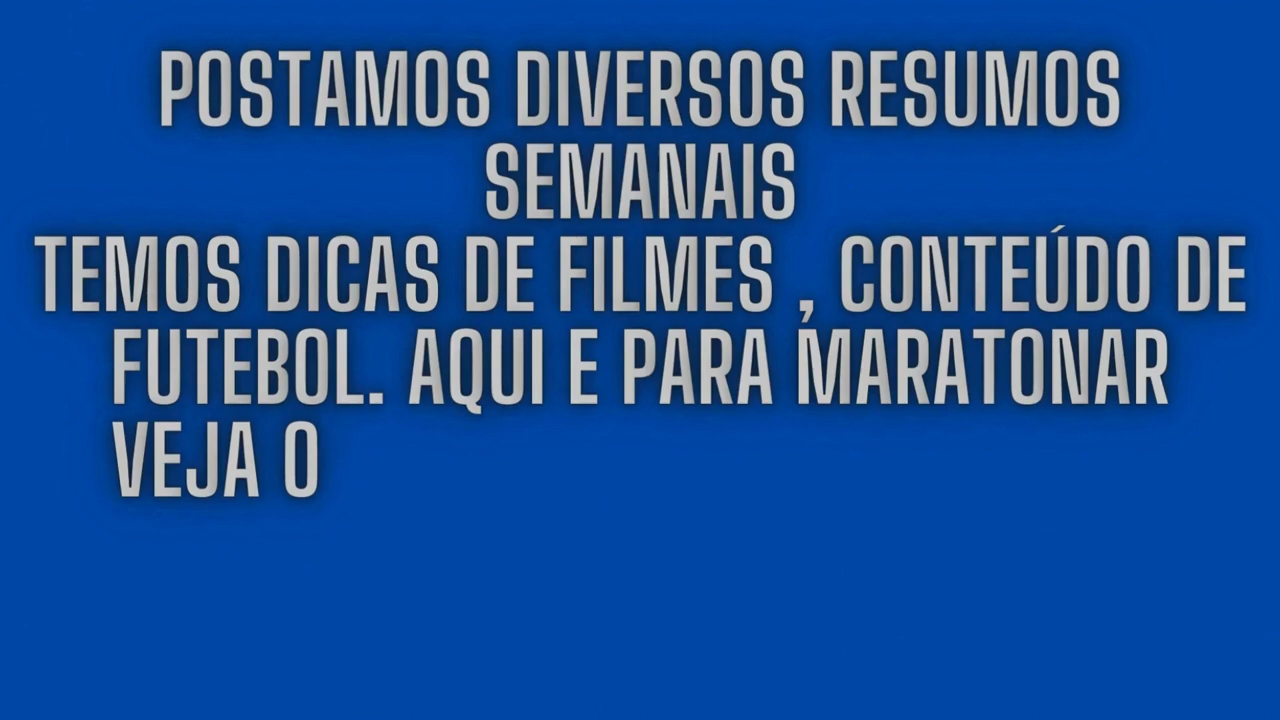 POSTAMOS DIVERSOS RESUMOS
SEMANAIS
TEMOS DICAS DE FILMES , CONTEÚDO DE
FUTEBOL. AQUI E PARA MARATONAR
VEJA O